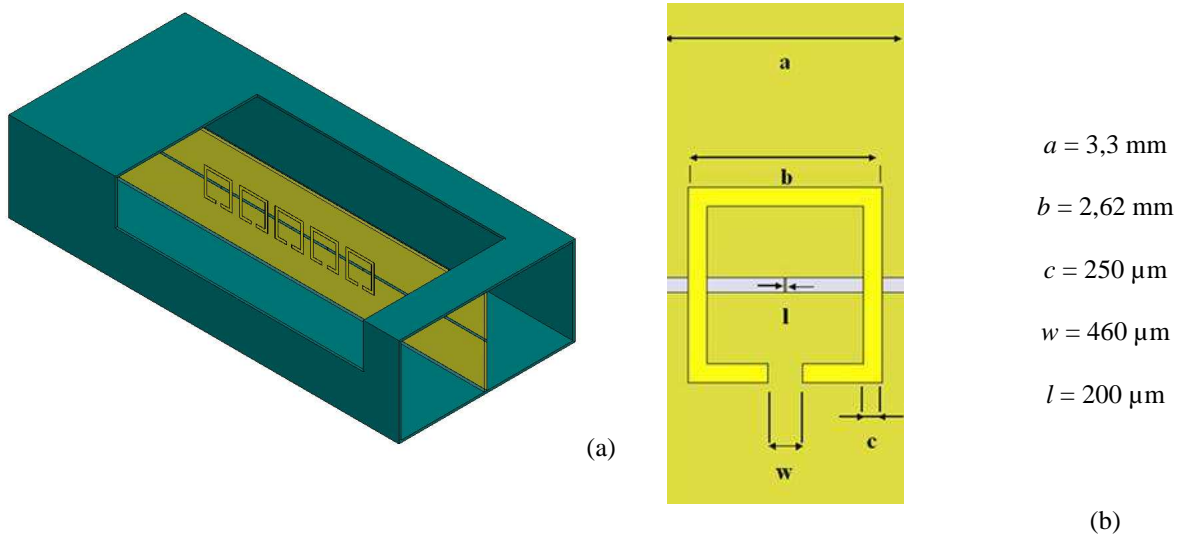 a
b
l
c
w
(a)
a = 3,3 mm
b = 2,62 mm
c = 250 µm
w = 460 µm
l = 200 µm
(b)